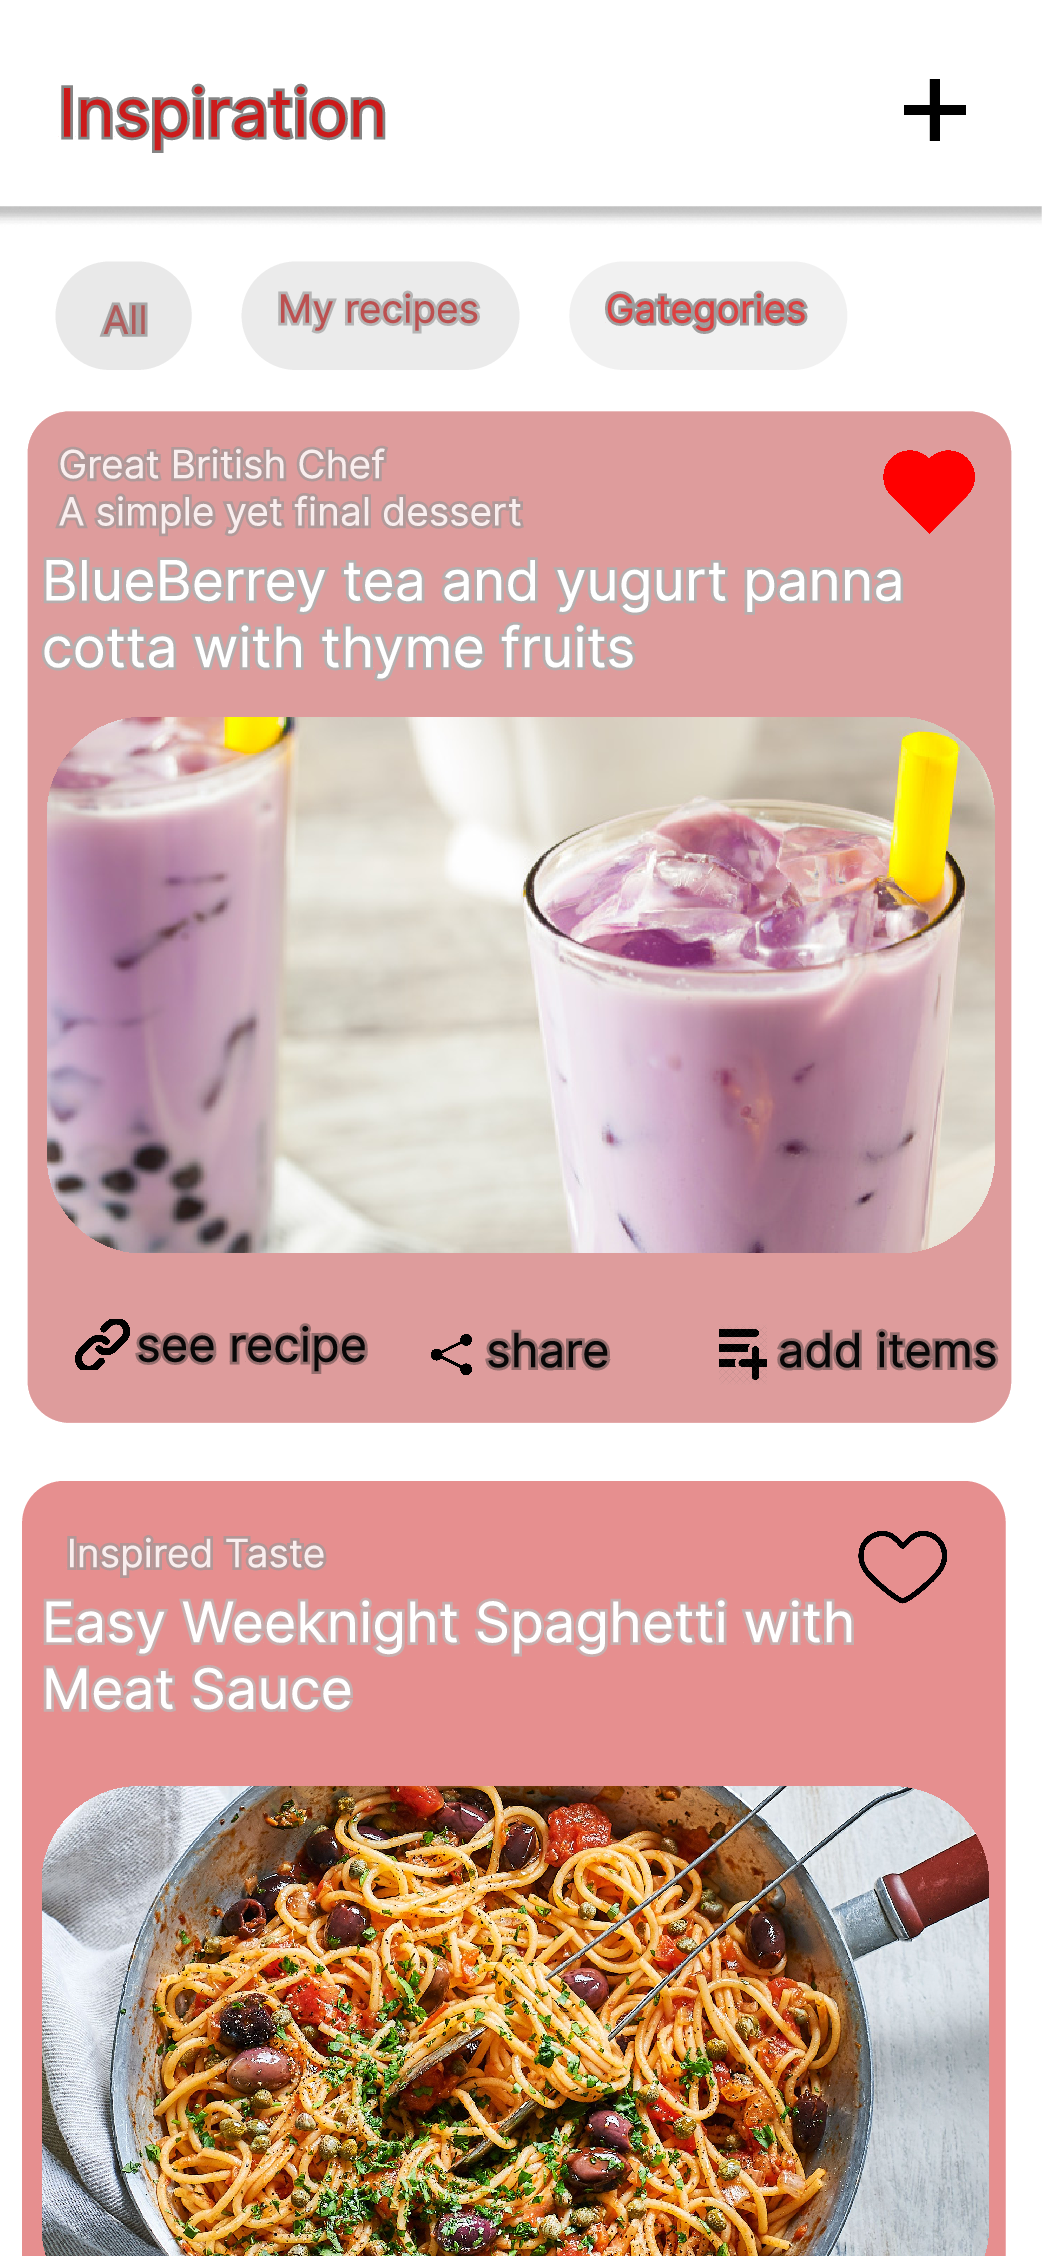 Inspiration
All
My recipes
Gategories
Great British Chef
A simple yet final dessert
BlueBerrey tea and yugurt panna
cotta with thyme fruits
see recipe
share
add items
Inspired Taste
Easy Weeknight Spaghetti with
Meat Sauce